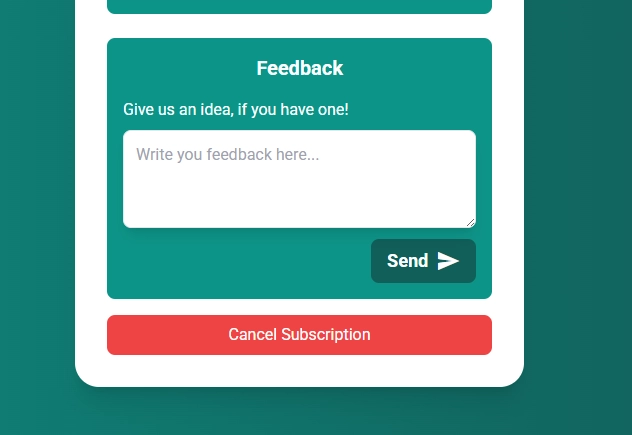 Feedback
Give us an idea, if you have one!
Write you feedback here...
Send
Cancel Subscription